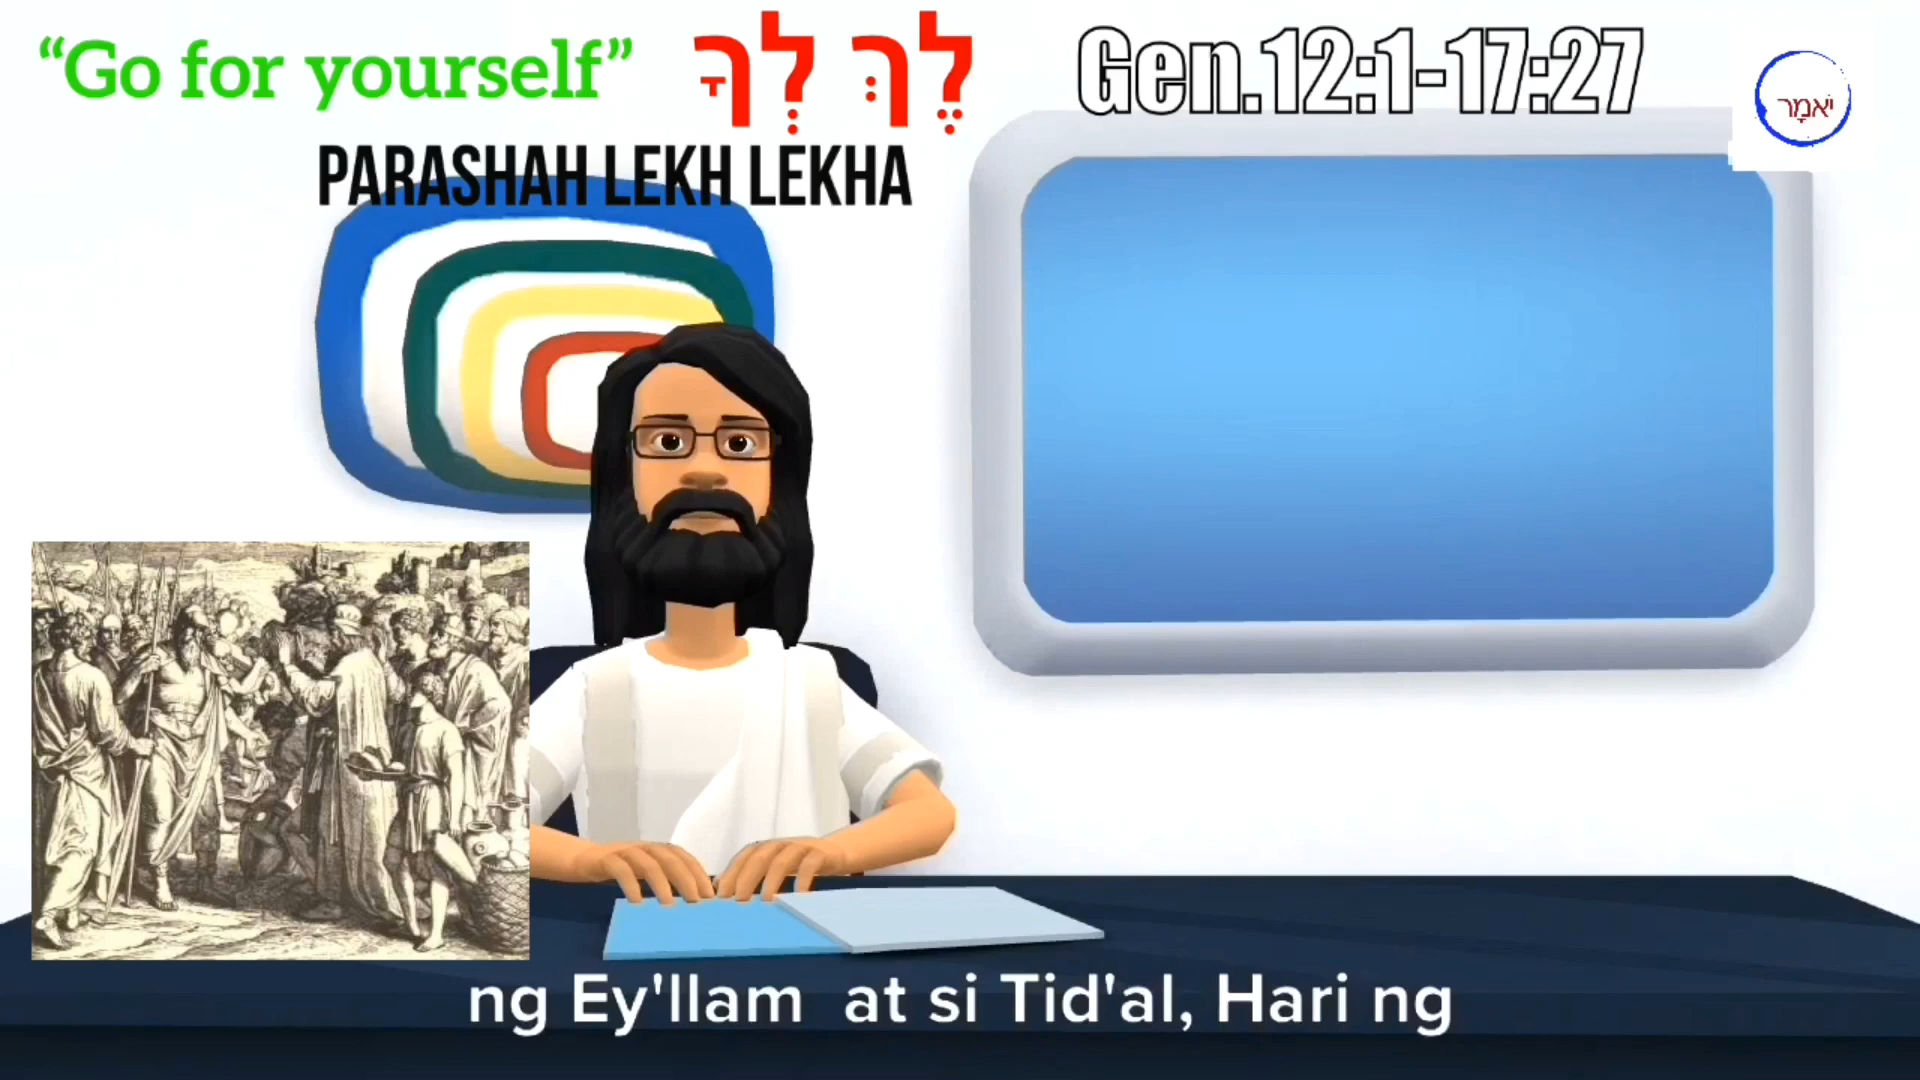 “Go for yourself”
לֶךְ לְךָ
Gen.12:1-17:27
יֹאמָר
PARASHAH LEKH LEKHA
ng Ey'llam at si Tid'al, Hari ng